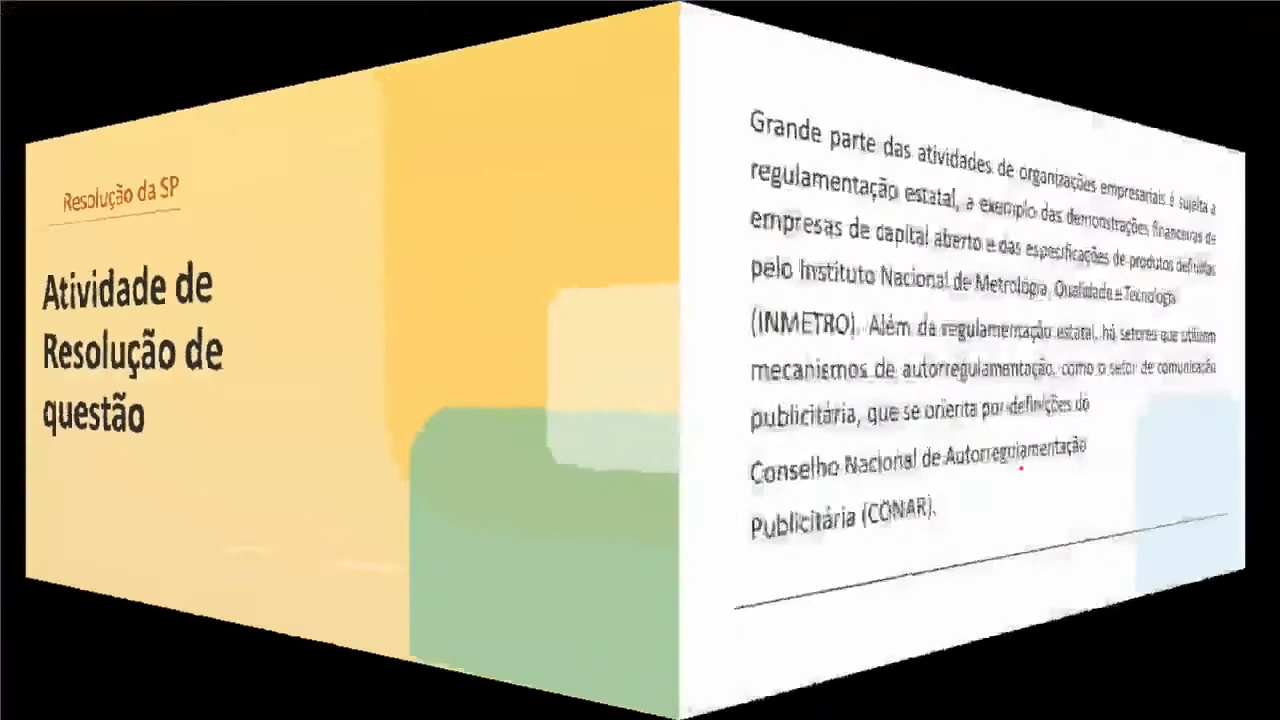 Resolução da SP
Atividade de
Resolução de
questão
Grande parte das atividades de organizações empresariais é sujeita a
regulamentação estatal, a exemplo das demonstrações financeiras de
empresas de capital aberto e das especificações de produtos definidas
pelo Instituto Nacional de Metrologia, Qualidade e Tecnologia
(INMETRO). Além da regulamentação estatal, há setores que utilizam
mecanismos de autorregulamentação, como o setor de comunicação
publicitária, que se orienta por definições do
Conselho Nacional de Autorregulamentação
Publicitária (CONAR).